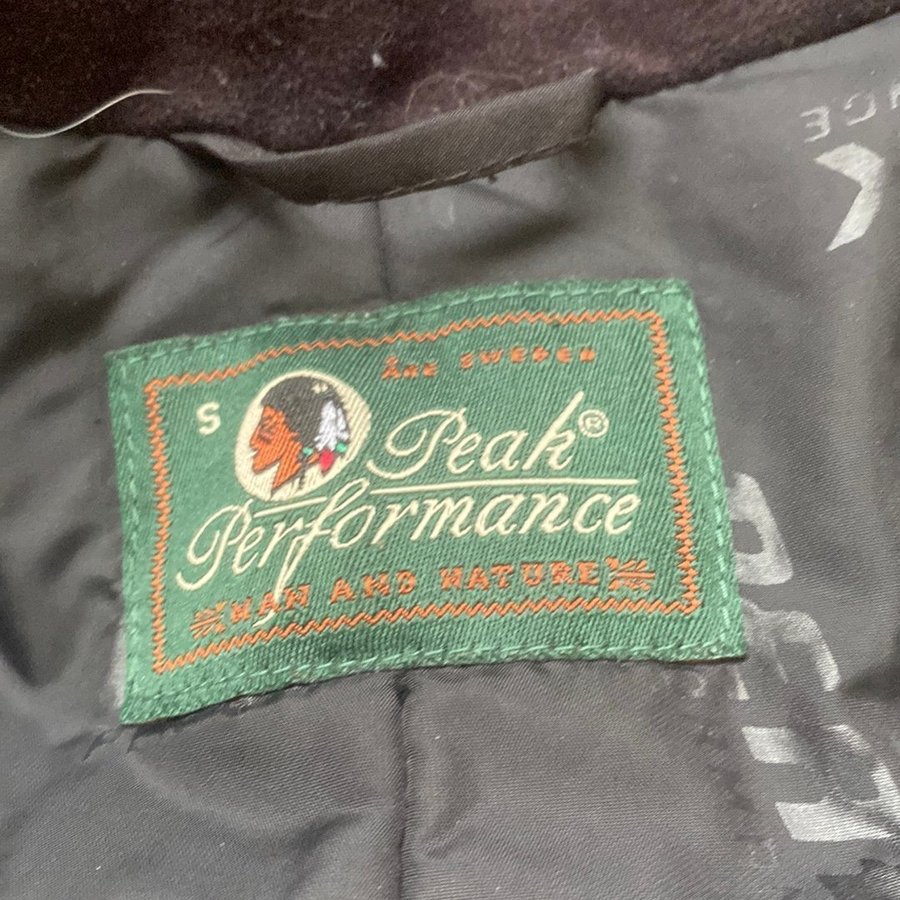 Åre SWEDEN
S
Peak®
Performance
MAN AND NATURE